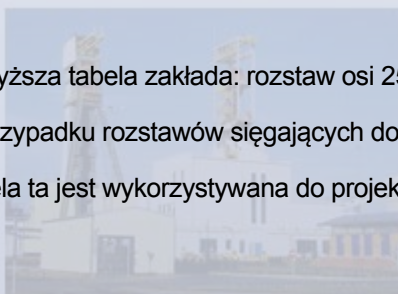 yższa tabela zakłada: rozstaw osi 25
zypadku rozstawów sięgających do
ela ta jest wykorzystywana do projek